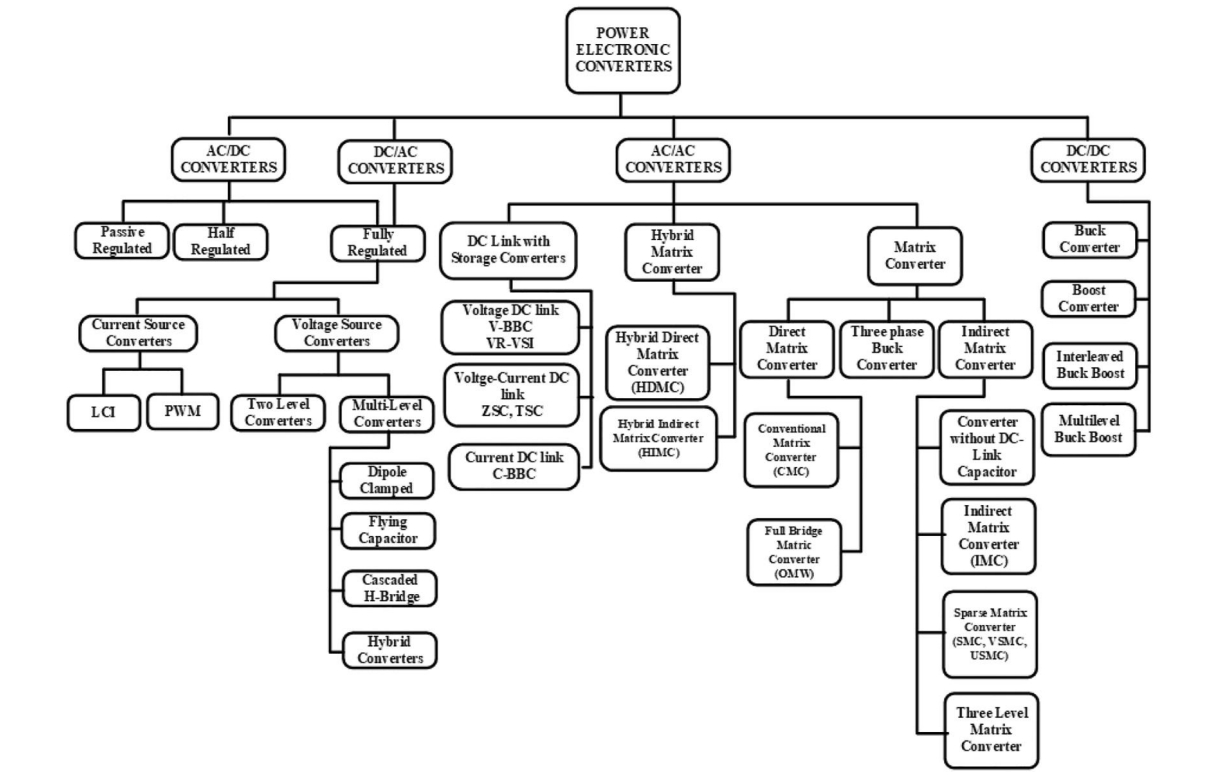 POWER
ELECTRONIC
CONVERTERS
AC/DC
CONVERTERS
DC/AC
CONVERTERS
AC/AC
CONVERTERS
DC/DC
CONVERTERS
Passive
Regulated
Half
Regulated
Fully
Regulated
DC Link with
Storage Converters
Hybrid
Matrix
Converter
Matrix
Converter
Buck
Converter
Boost
Converter
Interleaved
Buck Boost
Multilevel
Buck Boost
Current Source
Converters
Voltage Source
Converters
LCI
PWM
Two Level
Converters
Multi-Level
Converters
Dipole
Clamped
Flying
Capacitor
Cascaded
H-Bridge
Hybrid
Converters
Voltage DC link
V-BBC
VR-VSI
Voltge-Current DC
link
ZSC, TSC
Current DC link
C-BBC
Hybrid Direct
Matrix
Converter
(HDMC)
Hybrid Indirect
Matrix Converter
(HIMC)
Direct
Matrix
Converter
Three phase
Buck
Converter
Indirect
Matrix
Converter
Conventional
Matrix
Converter
(CMC)
Full Bridge
Matric
Converter
(OMW)
Converter
without DC-
Link
Capacitor
Indirect
Matrix
Converter
(IMC)
Sparse Matrix
Converter
(SMC, VSMC,
USMC)
Three Level
Matrix
Converter